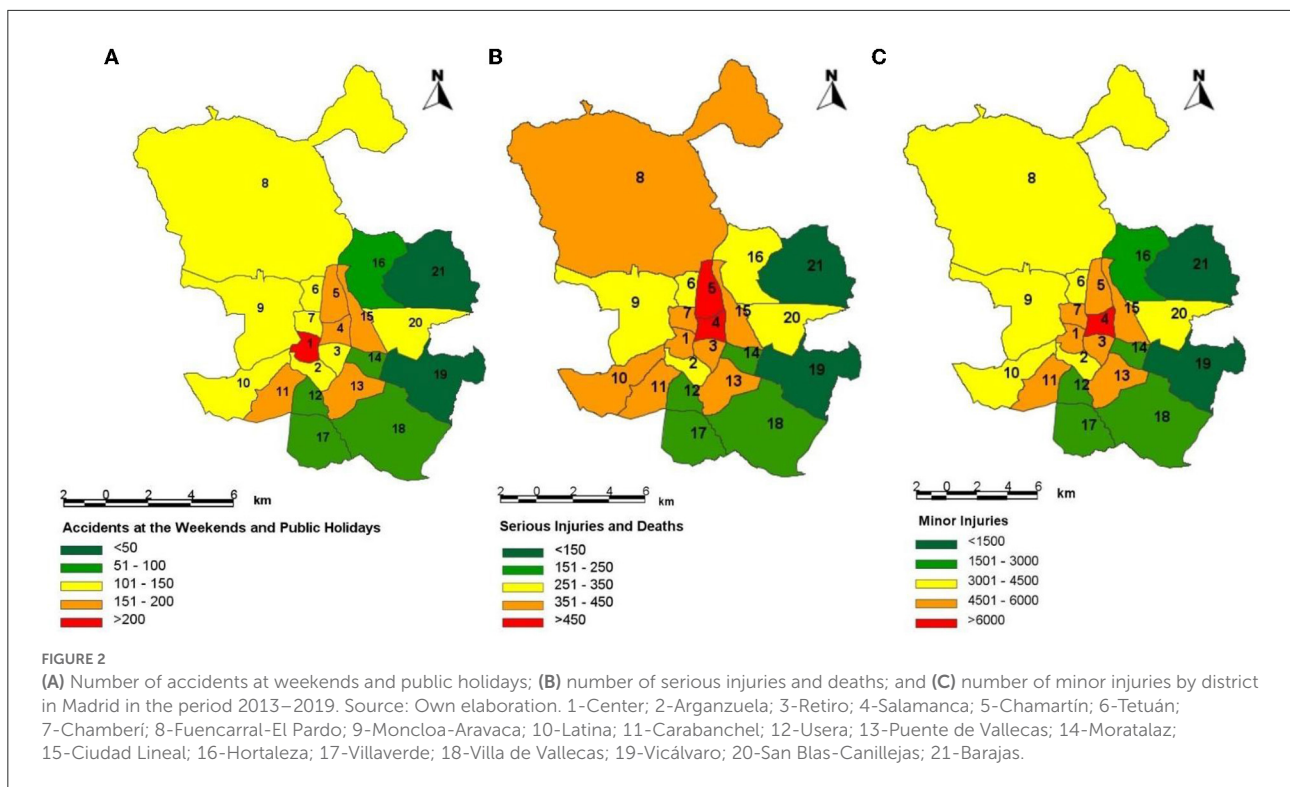 A
B
C
N
N
N
8
16
21
6
5
9
7
15
20
4
1
3
2
14
19
10
11
13
12
17
18
8
16
21
6
5
9
7
15
20
4
1
3
2
14
19
10
11
13
12
17
18
8
16
21
6
5
9
7
15
20
4
1
3
2
14
19
10
11
13
12
17
18
2 0 2 4 6
km
2 0 2 4 6
km
2 0 2 4 6
km
Accidents at the Weekends and Public Holidays
<50
51 - 100
101 - 150
151 - 200
>200
Serious Injuries and Deaths
<150
151 - 250
251 - 350
351 - 450
>450
Minor Injuries
<1500
1501 - 3000
3001 - 4500
4501 - 6000
>6000
FIGURE 2
(A) Number of accidents at weekends and public holidays; (B) number of serious injuries and deaths; and (C) number of minor injuries by district
in Madrid in the period 2013–2019. Source: Own elaboration. 1-Center; 2-Arganzuela; 3-Retiro; 4-Salamanca; 5-Chamartín; 6-Tetuán;
7-Chamberí; 8-Fuencarral-El Pardo; 9-Moncloa-Aravaca; 10-Latina; 11-Carabanchel; 12-Usera; 13-Puente de Vallecas; 14-Moratalaz;
15-Ciudad Lineal; 16-Hortaleza; 17-Villaverde; 18-Villa de Vallecas; 19-Vicálvaro; 20-San Blas-Canillejas; 21-Barajas.